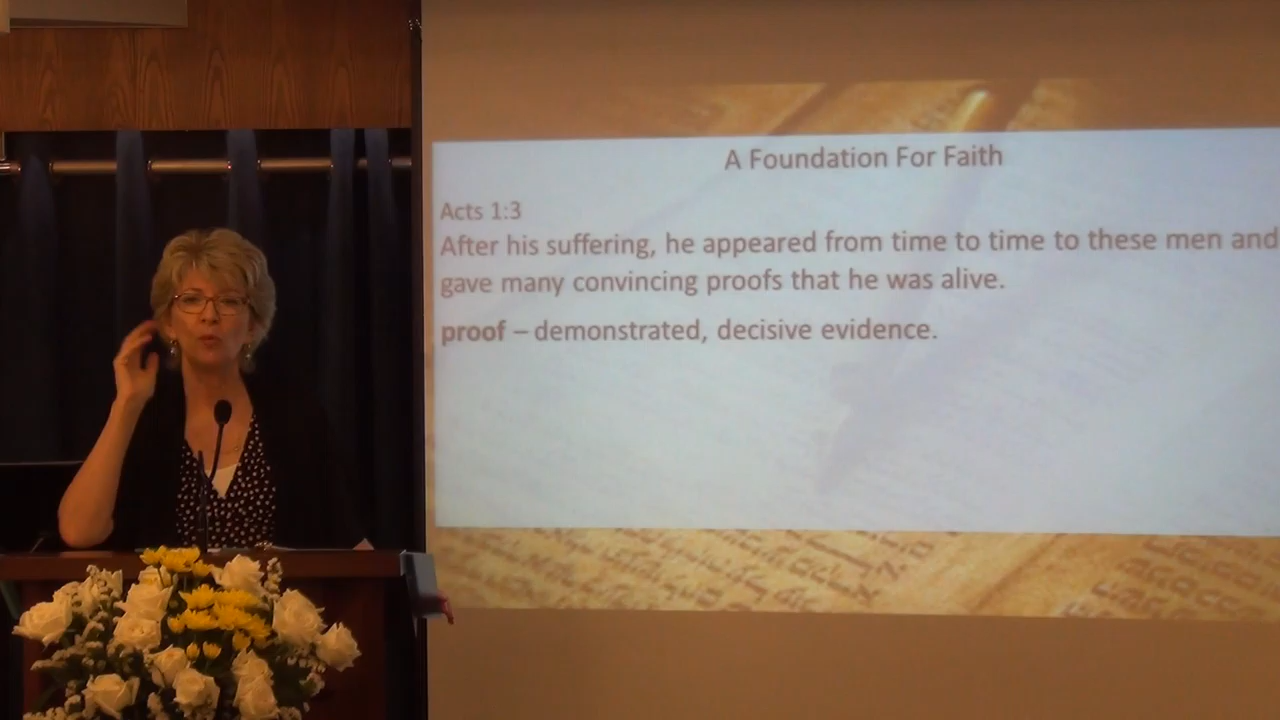 A Foundation For Faith
Acts 1:3
After his suffering, he appeared from time to time to these men and
gave many convincing proofs that he was alive.
proof – demonstrated, decisive evidence.